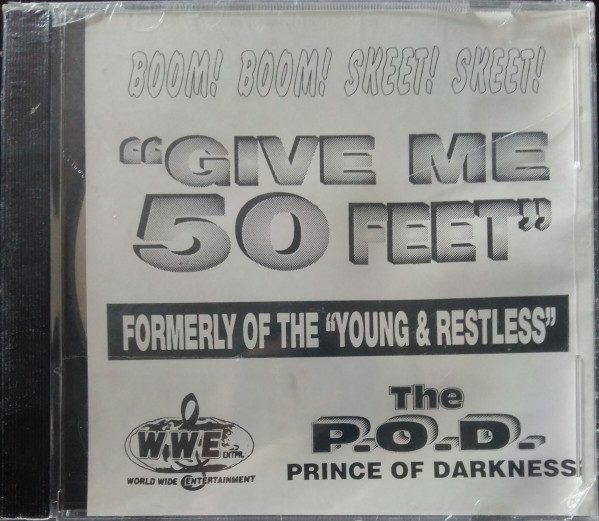 BOOM! BOOM! SKEET! SKEET!
"GIVE ME
50 FEET"
FORMERLY OF THE "YOUNG & RESTLESS"
The
P.O.D.
PRINCE OF DARKNESS
W.W.E.
ENTPR.
WORLD WIDE ENTERTAINMENT